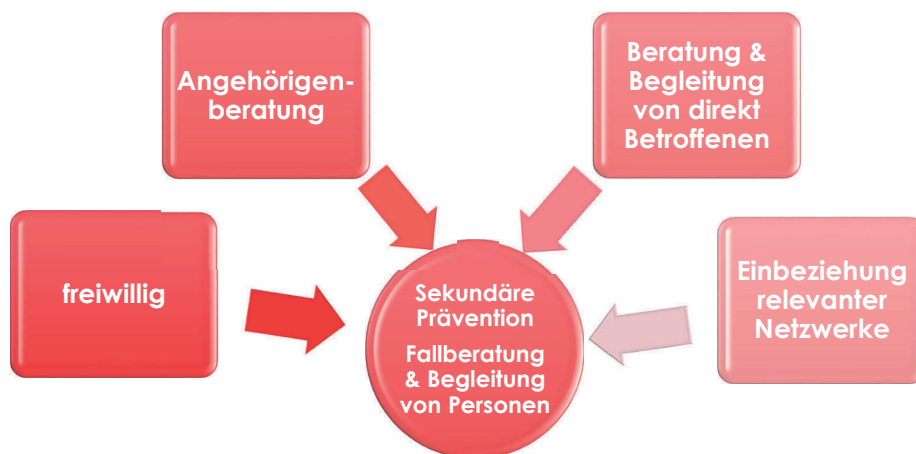 Angehörigen-
beratung
Beratung &
Begleitung
von direkt
Betroffenen
freiwillig
Einbeziehung
relevanter
Netzwerke
Sekundäre
Prävention
Fallberatung
& Begleitung
von Personen